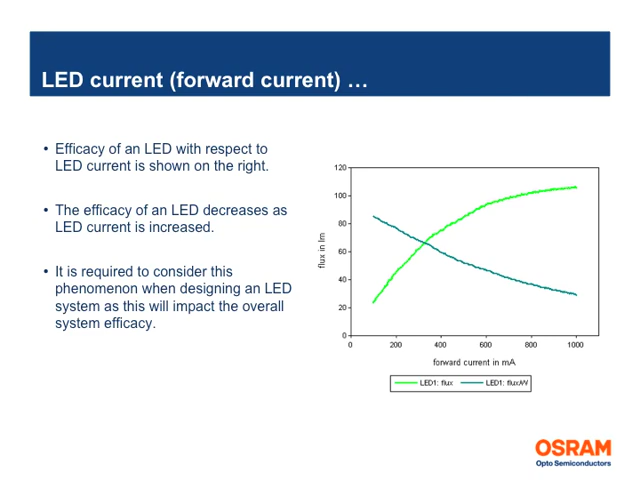 LED current (forward current) …
• Efficacy of an LED with respect to
LED current is shown on the right.
• The efficacy of an LED decreases as
LED current is increased.
• It is required to consider this
phenomenon when designing an LED
system as this will impact the overall
system efficacy.
120
100
80
60
40
20
0
flux in lm
0 200 400 600 800 1000
forward current in mA
LED1: flux LED1: flux/W
OSRAM
Opto Semiconductors